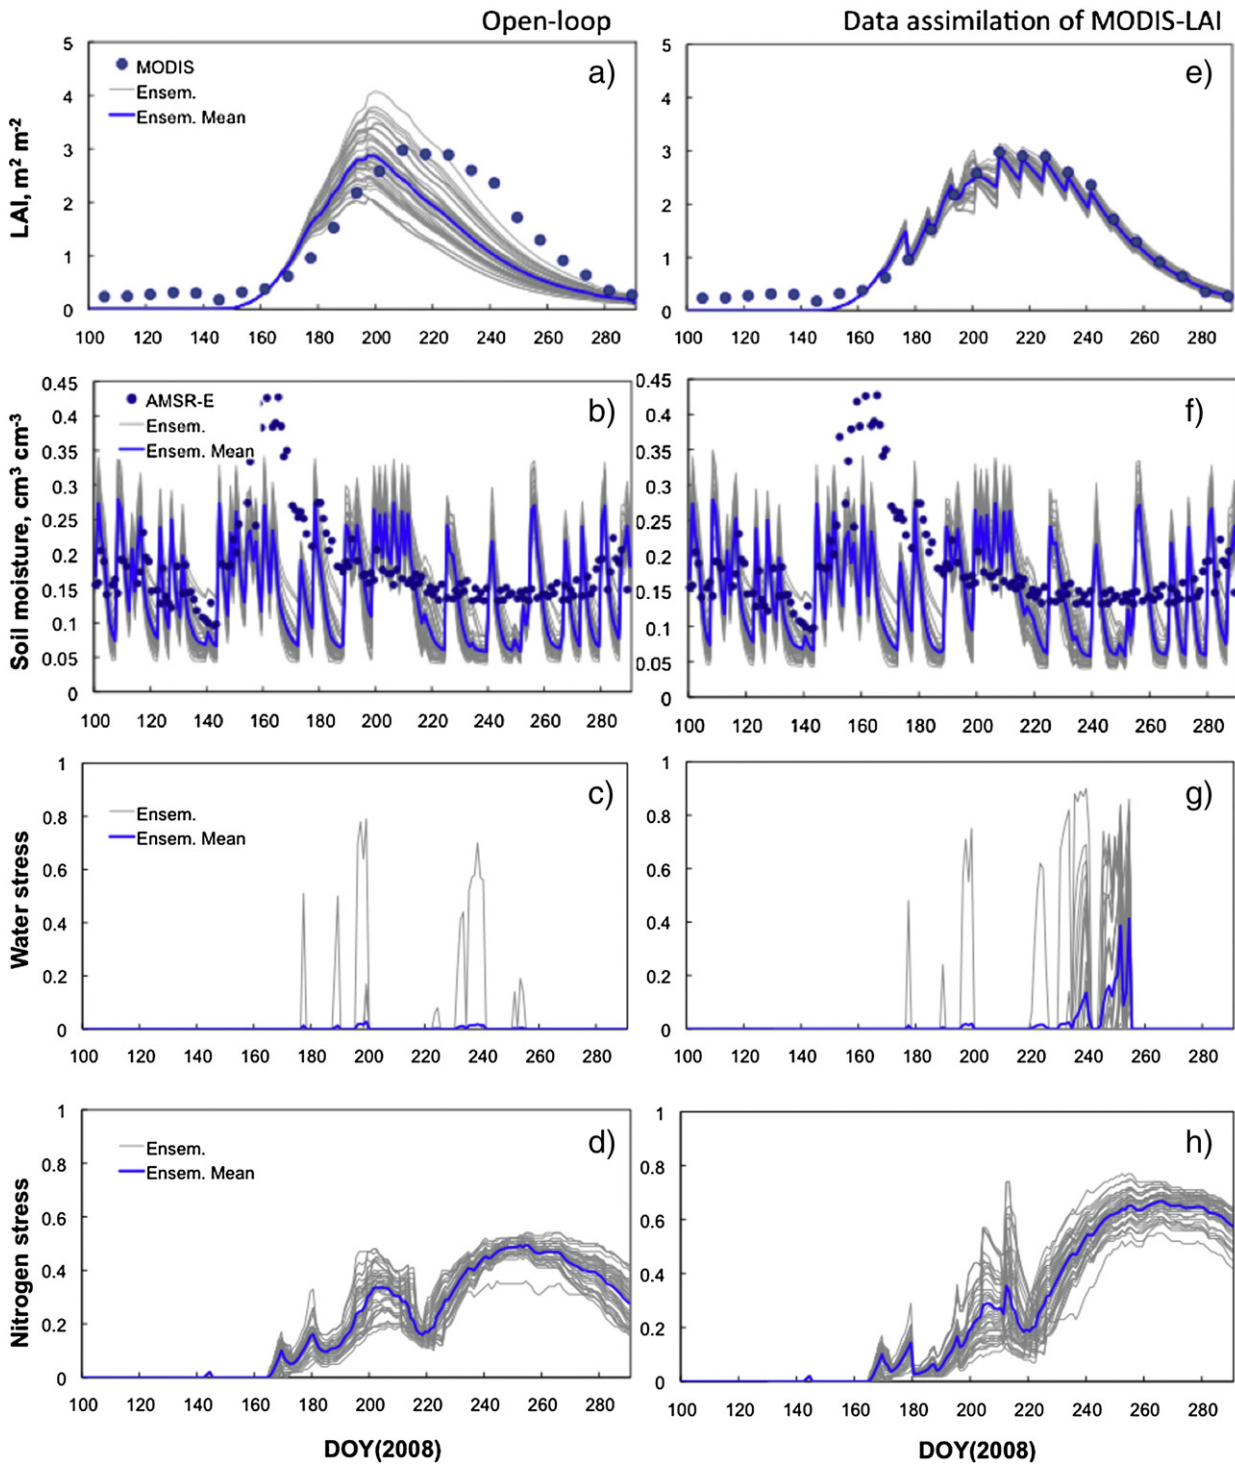 Open-loop
Data assimilation of MODIS-LAI
a)
MODIS
Ensem.
Ensem. Mean
LAI, m² m⁻²
5
4
3
2
1
0
100 120 140 160 180 200 220 240 260 280
e)
5
4
3
2
1
0
100 120 140 160 180 200 220 240 260 280
b)
AMSR-E
Ensem.
Ensem. Mean
Soil moisture, cm³ cm⁻³
0.45
0.4
0.35
0.3
0.25
0.2
0.15
0.1
0.05
0
100 120 140 160 180 200 220 240 260 280
f)
0.45
0.4
0.35
0.3
0.25
0.2
0.15
0.1
0.05
0
100 120 140 160 180 200 220 240 260 280
c)
Ensem.
Ensem. Mean
Water stress
1
0.8
0.6
0.4
0.2
0
100 120 140 160 180 200 220 240 260 280
g)
1
0.8
0.6
0.4
0.2
0
100 120 140 160 180 200 220 240 260 280
d)
Ensem.
Ensem. Mean
Nitrogen stress
1
0.8
0.6
0.4
0.2
0
100 120 140 160 180 200 220 240 260 280
DOY(2008)
h)
1
0.8
0.6
0.4
0.2
0
100 120 140 160 180 200 220 240 260 280
DOY(2008)